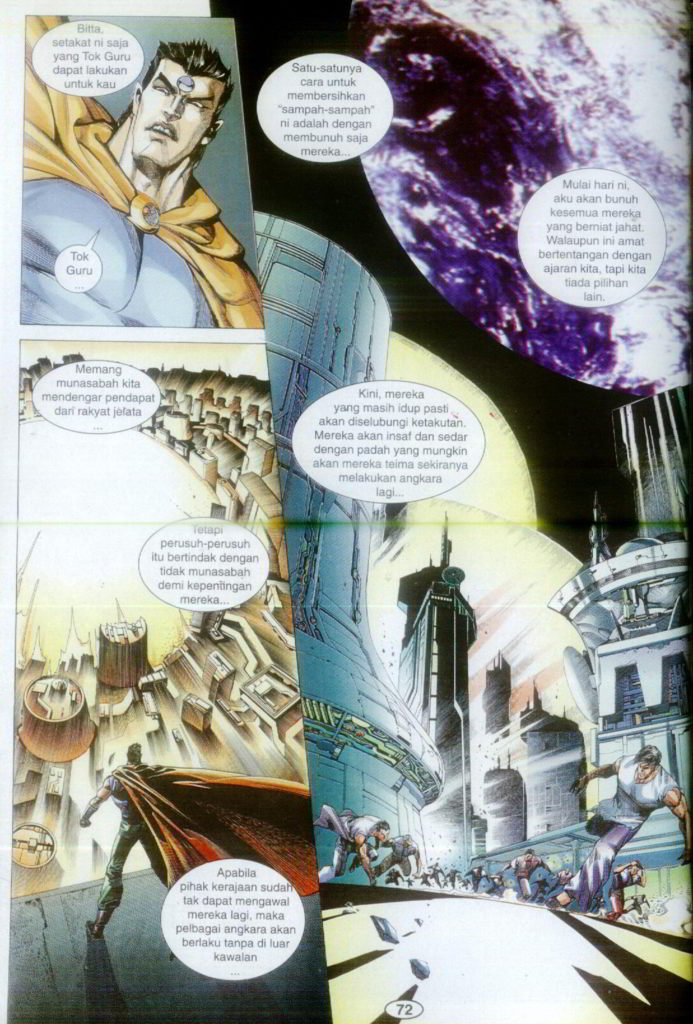 Bitta,
setakat ni saja
yang Tok Guru
dapat lakukan
untuk kau
Tok
Guru
...
Memang
munasabah kita
mendengar pendapat
dari rakyat jelata
...
Tetapi
perusuh-perusuh
itu bertindak dengan
tidak munasabah
demi kepentingan
mereka...
Apabila
pihak kerajaan sudah
tak dapat mengawal
mereka lagi, maka
pelbagai angkara akan
berlaku tanpa di luar
kawalan
...
Satu-satunya
cara untuk
membersihkan
"sampah-sampah"
ni adalah dengan
membunuh saja
mereka...
Mulai hari ni,
aku akan bunuh
kesemua mereka
yang berniat jahat.
Walaupun ini amat
bertentangan dengan
ajaran kita, tapi kita
tiada pilihan
lain.
Kini, mereka
yang masih idup pasti
akan diselubungi ketakutan.
Mereka akan insaf dan sedar
dengan padah yang mungkin
akan mereka teima sekiranya
melakukan angkara
lagi...
72